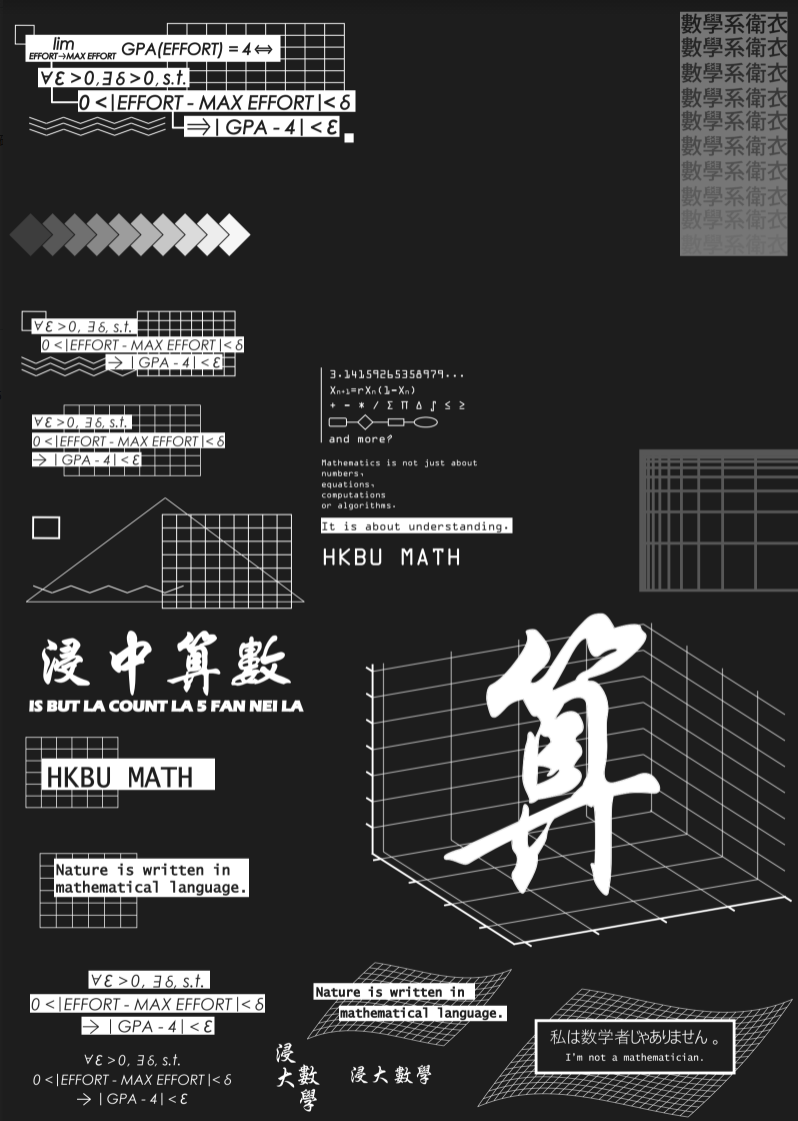 lim
EFFORT→MAX EFFORT GPA(EFFORT) = 4 ⇔
∀ε > 0, ∃ δ > 0, s.t.
0 < |EFFORT - MAX EFFORT |< δ
⇒ | GPA - 4 | < ε
數學系衛衣
數學系衛衣
數學系衛衣
數學系衛衣
數學系衛衣
數學系衛衣
數學系衛衣
數學系衛衣
數學系衛衣
數學系衛衣
∀ε > 0, ∃ δ, s.t.
0 < |EFFORT - MAX EFFORT |< δ
→ | GPA - 4 | < ε
∀ε > 0, ∃ δ, s.t.
0 < |EFFORT - MAX EFFORT |< δ
→ | GPA - 4 | < ε
3.14159265358979...
Xₙ₊₁=rXₙ(1-Xₙ)
+ - * / Σ Π Δ ∫ ≤ ≥
and more?
Mathematics is not just about
numbers,
equations,
computations
or algorithms.
It is about understanding.
HKBU MATH
浸中算數
IS BUT LA COUNT LA 5 FAN NEI LA
算
HKBU MATH
Nature is written in
mathematical language.
∀ε > 0, ∃ δ, s.t.
0 < |EFFORT - MAX EFFORT |< δ
→ | GPA - 4 | < ε
∀ε > 0, ∃ δ, s.t.
0 < |EFFORT - MAX EFFORT |< δ
→ | GPA - 4 | < ε
Nature is written in
mathematical language.
浸大
數學
浸大數學
私は数学者じゃありません。
I'm not a mathematician.